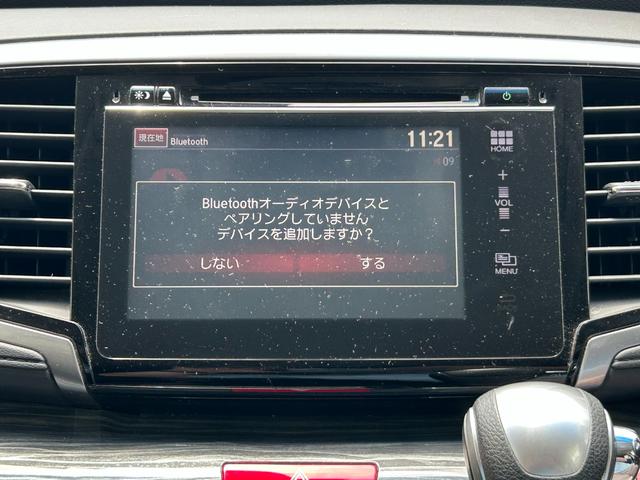 現在地 Bluetooth 11:21
09
Bluetoothオーディオデバイスと
ペアリングしていません
デバイスを追加しますか？
しない する
HOME
+
VOL
-
MENU